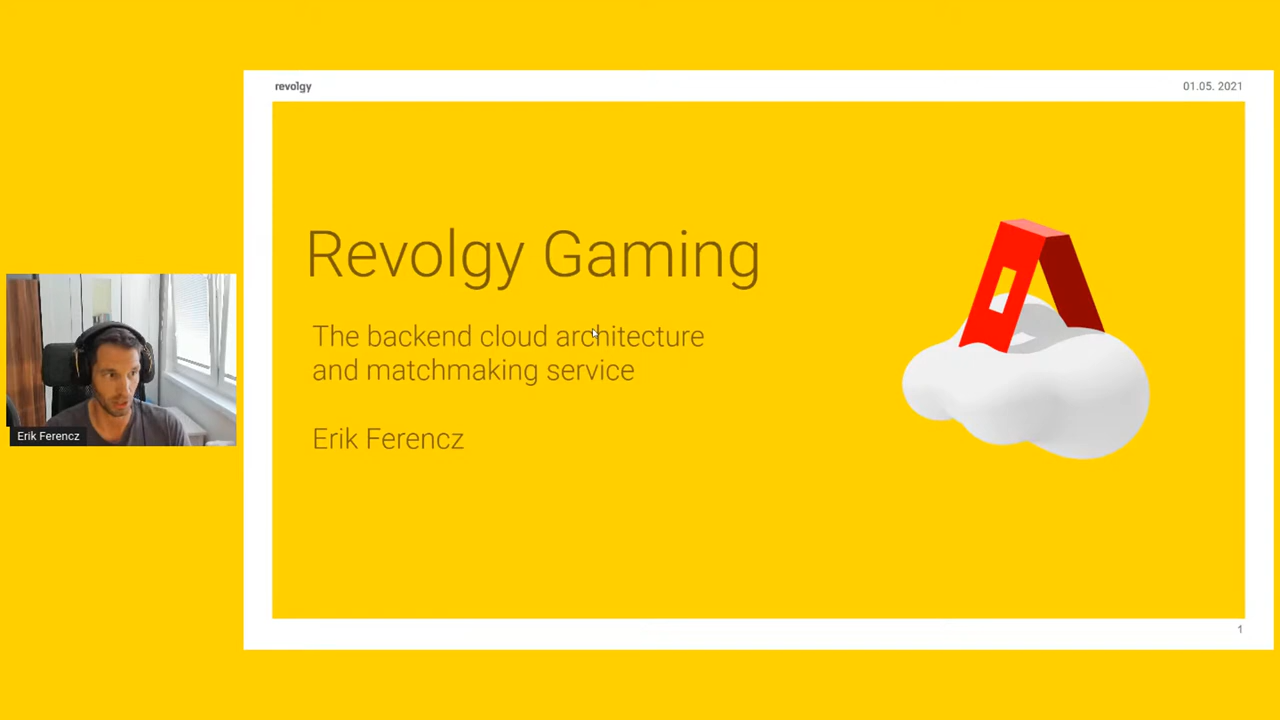 revolgy
01.05. 2021
Revolgy Gaming
The backend cloud architecture
and matchmaking service
Erik Ferencz
Erik Ferencz
1